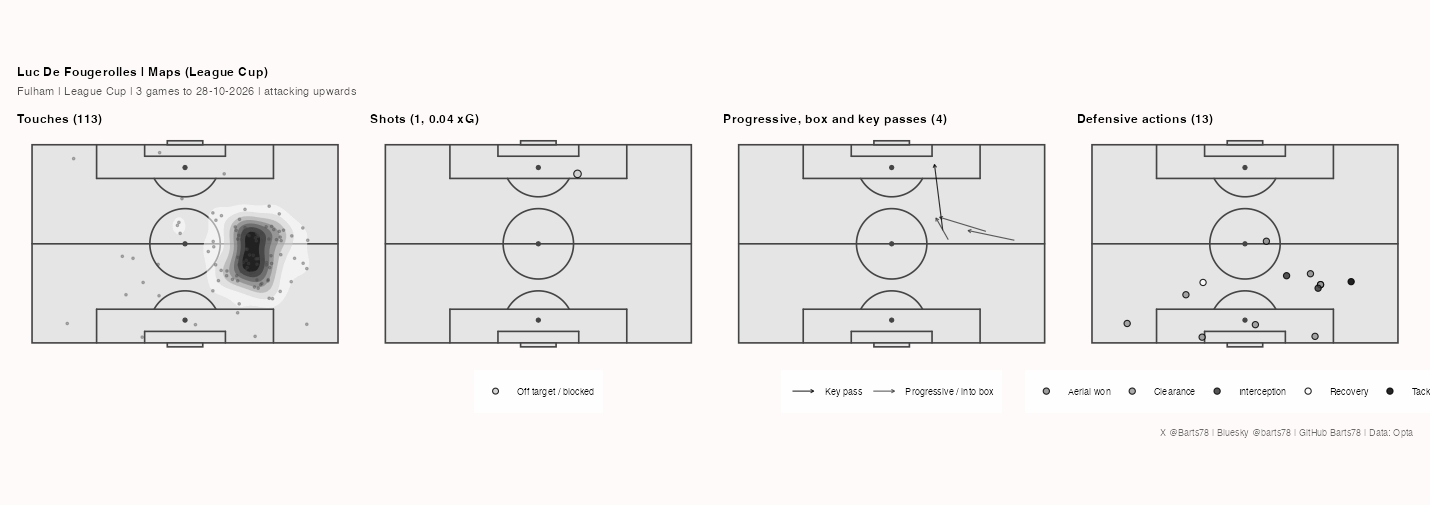 Luc De Fougerolles | Maps (League Cup)
Fulham | League Cup | 3 games to 28-10-2026 | attacking upwards
Touches (113)
Shots (1, 0.04 xG)
Progressive, box and key passes (4)
Defensive actions (13)
Off target / blocked
Key pass
Progressive / into box
Aerial won
Clearance
Interception
Recovery
Tack
X @Barts78 | Bluesky @barts78 | GitHub Barts78 | Data: Opta